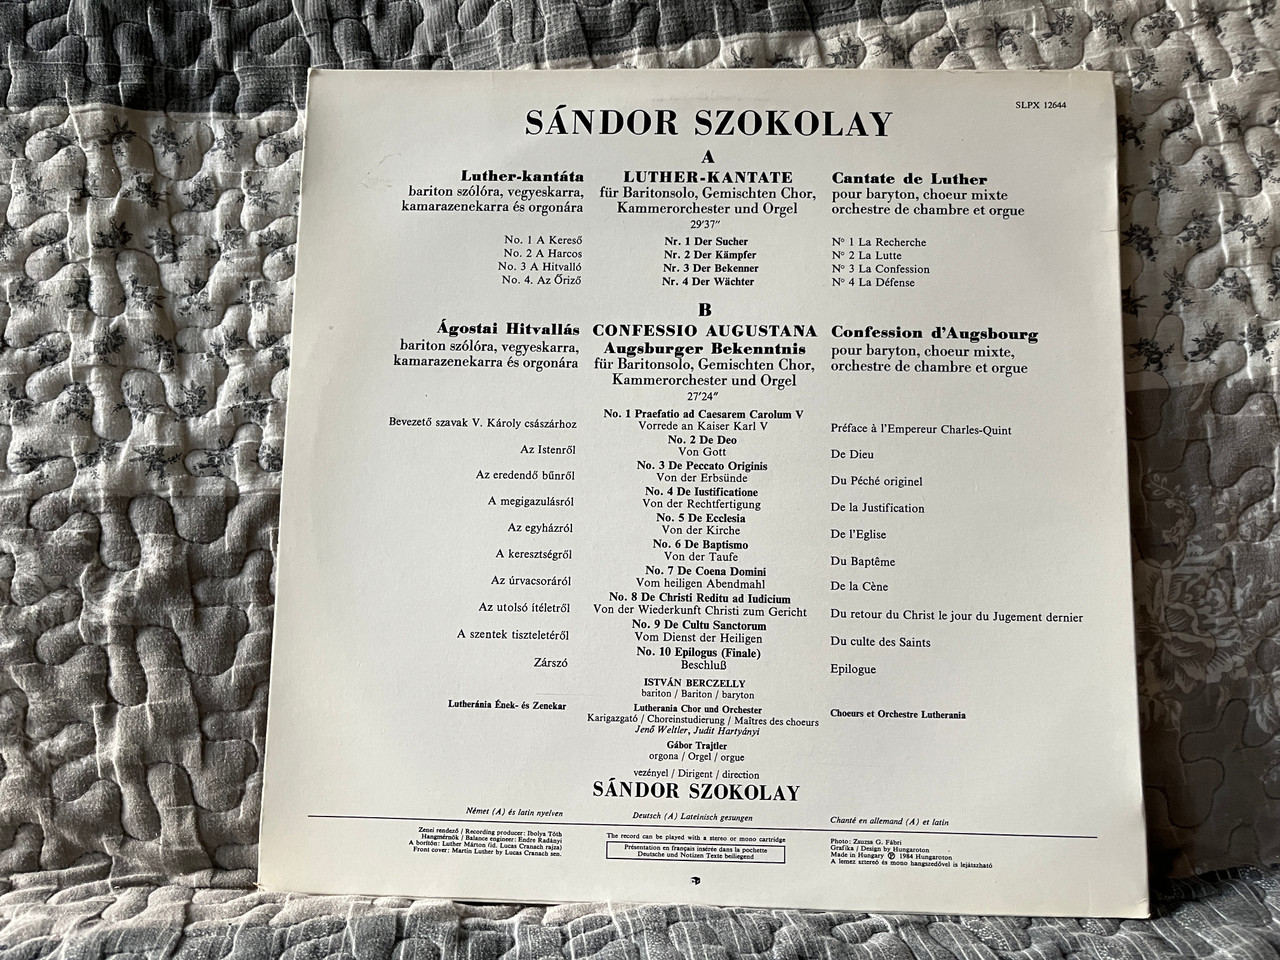 SLPX 12644
SÁNDOR SZOKOLAY
A
Luther-kantáta
bariton szólóra, vegyeskarra,
kamarazenekarra és orgonára
LUTHER-KANTATE
für Baritonsolo, Gemischten Chor,
Kammerorchester und Orgel
29'37"
Cantate de Luther
pour baryton, choeur mixte
orchestre de chambre et orgue
No. 1 A Kereső
No. 2 A Harcos
No. 3 A Hitvalló
No. 4. Az Őriző
Nr. 1 Der Sucher
Nr. 2 Der Kämpfer
Nr. 3 Der Bekenner
Nr. 4 Der Wächter
Nº 1 La Recherche
Nº 2 La Lutte
Nº 3 La Confession
Nº 4 La Défense
B
Ágostai Hitvallás
bariton szólóra, vegyeskarra,
kamarazenekarra és orgonára
CONFESSIO AUGUSTANA
Augsburger Bekenntnis
für Baritonsolo, Gemischten Chor,
Kammerorchester und Orgel
27'24"
Confession d'Augsbourg
pour baryton, choeur mixte,
orchestre de chambre et orgue
Bevezető szavak V. Károly császárhoz
Az Istenről
Az eredendő bűnről
A megigazulásról
Az egyházról
A keresztségről
Az úrvacsoráról
Az utolsó ítéletről
A szentek tiszteletéről
Zárszó
No. 1 Praefatio ad Caesarem Carolum V
Vorrede an Kaiser Karl V
No. 2 De Deo
Von Gott
No. 3 De Peccato Originis
Von der Erbsünde
No. 4 De Iustificatione
Von der Rechtfertigung
No. 5 De Ecclesia
Von der Kirche
No. 6 De Baptismo
Von der Taufe
No. 7 De Coena Domini
Vom heiligen Abendmahl
No. 8 De Christi Reditu ad Iudicium
Von der Wiederkunft Christi zum Gericht
No. 9 De Cultu Sanctorum
Vom Dienst der Heiligen
No. 10 Epilogus (Finale)
Beschluß
Préface à l'Empereur Charles-Quint
De Dieu
Du Péché originel
De la Justification
De l'Eglise
Du Baptême
De la Cène
Du retour du Christ le jour du Jugement dernier
Du culte des Saints
Epilogue
ISTVÁN BERCZELLY
bariton / Bariton / baryton
Lutheránia Ének- és Zenekar
Lutherania Chor und Orchester
Choeurs et Orchestre Lutherania
Karigazgató / Choreinstudierung / Maîtres des choeurs
Jenő Weltler, Judit Hartyányi
Gábor Trajtler
orgona / Orgel / orgue
vezényel / Dirigent / direction
SÁNDOR SZOKOLAY
Német (A) és latin nyelven
Deutsch (A) Lateinisch gesungen
Chanté en allemand (A) et latin
Zenei rendező / Recording producer: Ibolya Tóth
Hangmérnök / Balance engineer: Endre Radányi
A borítón: Luther Márton (id. Lucas Cranach rajza)
Front cover: Martin Luther by Lucas Cranach sen.
The record can be played with a stereo or mono cartridge
Présentation en français insérée dans la pochette
Deutsche und Notizen Texte beiliegend
Photo: Zsuzsa G. Fábri
Grafika / Design by Hungaroton
Made in Hungary Ⓟ 1984 Hungaroton
A lemez sztereó és mono hangszedővel is lejátszható